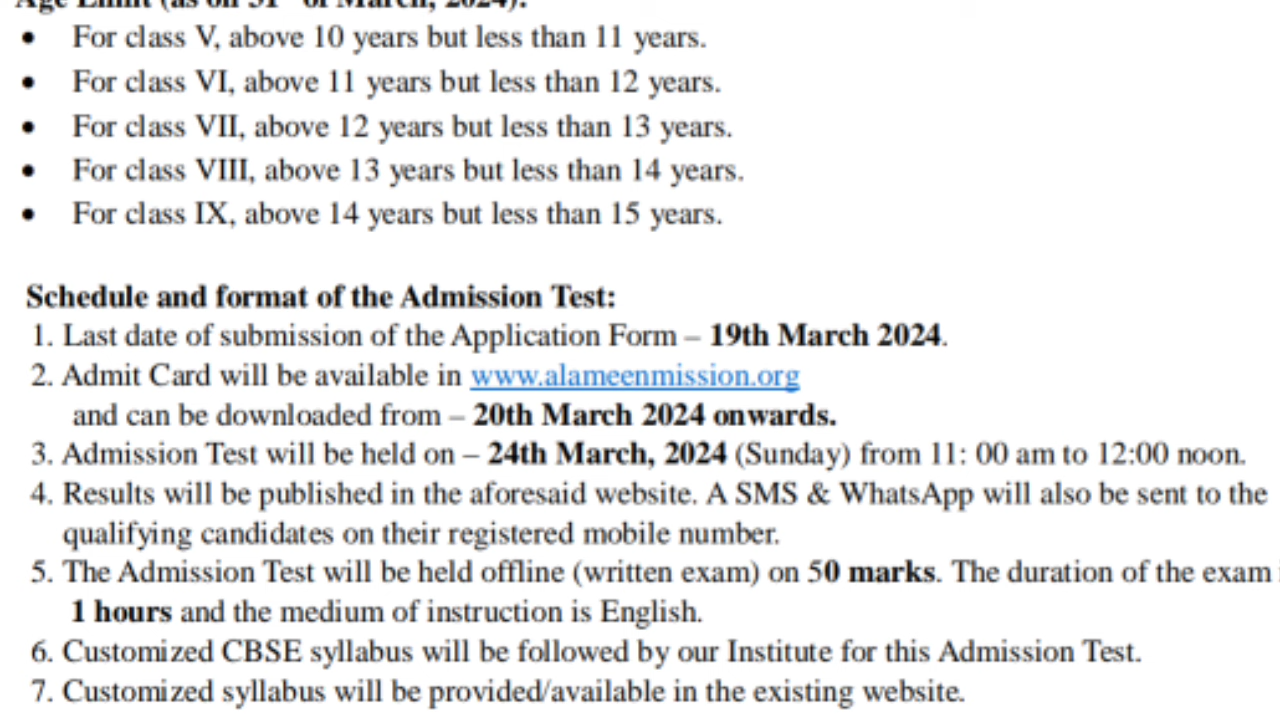 Age Limit (as on 31st of March, 2024):
• For class V, above 10 years but less than 11 years.
• For class VI, above 11 years but less than 12 years.
• For class VII, above 12 years but less than 13 years.
• For class VIII, above 13 years but less than 14 years.
• For class IX, above 14 years but less than 15 years.
Schedule and format of the Admission Test:
1. Last date of submission of the Application Form – 19th March 2024.
2. Admit Card will be available in www.alameenmission.org
and can be downloaded from – 20th March 2024 onwards.
3. Admission Test will be held on – 24th March, 2024 (Sunday) from 11: 00 am to 12:00 noon.
4. Results will be published in the aforesaid website. A SMS & WhatsApp will also be sent to the
qualifying candidates on their registered mobile number.
5. The Admission Test will be held offline (written exam) on 50 marks. The duration of the exam
1 hours and the medium of instruction is English.
6. Customized CBSE syllabus will be followed by our Institute for this Admission Test.
7. Customized syllabus will be provided/available in the existing website.